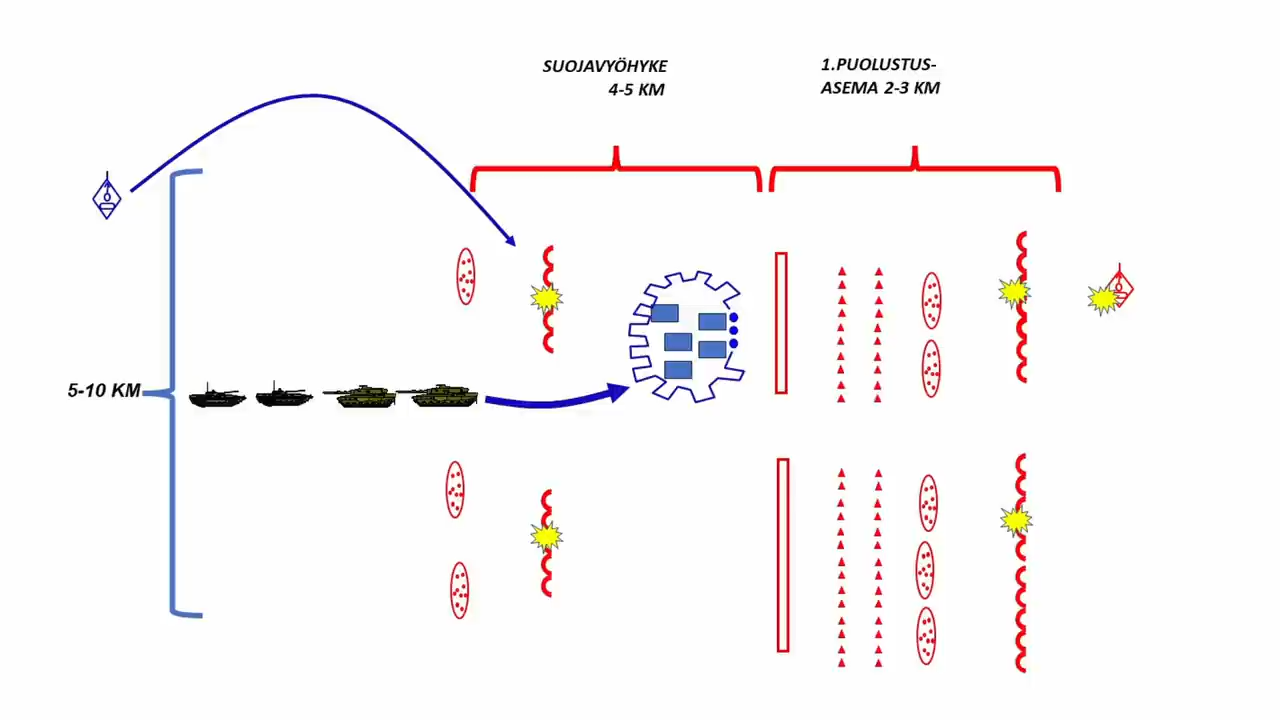 SUOJAVYÖHYKE
4-5 KM
1.PUOLUSTUS-
ASEMA 2-3 KM
5-10 KM